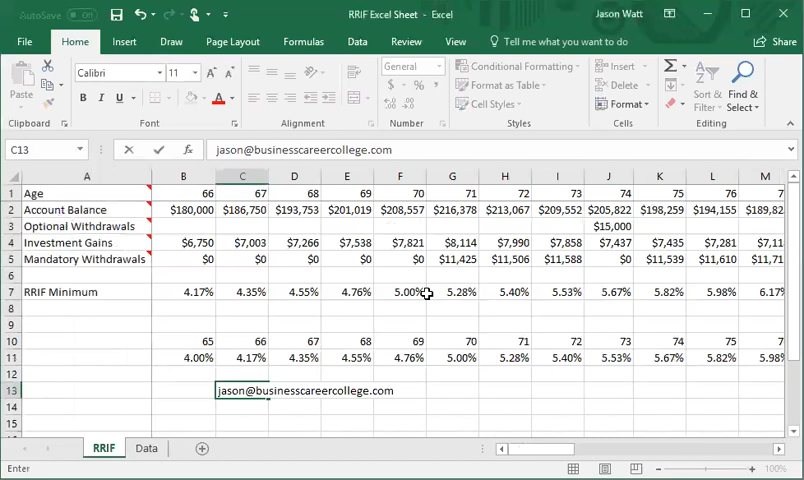 AutoSave Off
RRIF Excel Sheet - Excel
Jason Watt
File Home Insert Draw Page Layout Formulas Data Review View Tell me what you want to do Share
Paste
Calibri 11
B I U A
General
$ % ,
Conditional Formatting
Format as Table
Cell Styles
Insert
Delete
Format
Sort & Filter
Find & Select
Clipboard Font Alignment Number Styles Cells Editing
C13 fx jason@businesscareercollege.com
A B C D E F G H I J K L M
1 Age 66 67 68 69 70 71 72 73 74 75 76 7
2 Account Balance $180,000 $186,750 $193,753 $201,019 $208,557 $216,378 $213,067 $209,552 $205,822 $198,259 $194,155 $189,82
3 Optional Withdrawals $15,000
4 Investment Gains $6,750 $7,003 $7,266 $7,538 $7,821 $8,114 $7,990 $7,858 $7,437 $7,435 $7,281 $7,11
5 Mandatory Withdrawals $0 $0 $0 $0 $0 $11,425 $11,506 $11,588 $0 $11,539 $11,610 $11,71
6
7 RRIF Minimum 4.17% 4.35% 4.55% 4.76% 5.00% 5.28% 5.40% 5.53% 5.67% 5.82% 5.98% 6.17%
8
9
10 65 66 67 68 69 70 71 72 73 74 75
11 4.00% 4.17% 4.35% 4.55% 4.76% 5.00% 5.28% 5.40% 5.53% 5.67% 5.82% 5.98%
12
13 jason@businesscareercollege.com
14
15
RRIF Data
Enter 100%